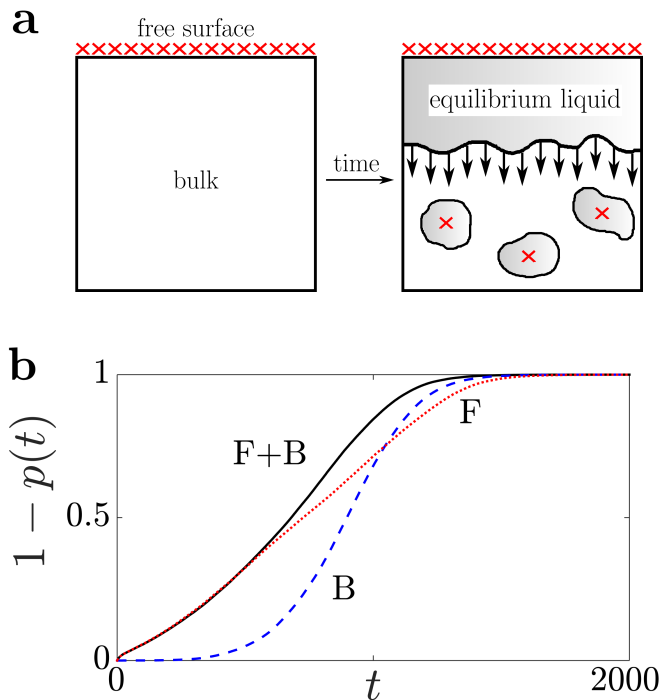 a
free surface
bulk
time
equilibrium liquid
b
1 − p(t)
1
0.5
0
F+B
F
B
0
t
2000